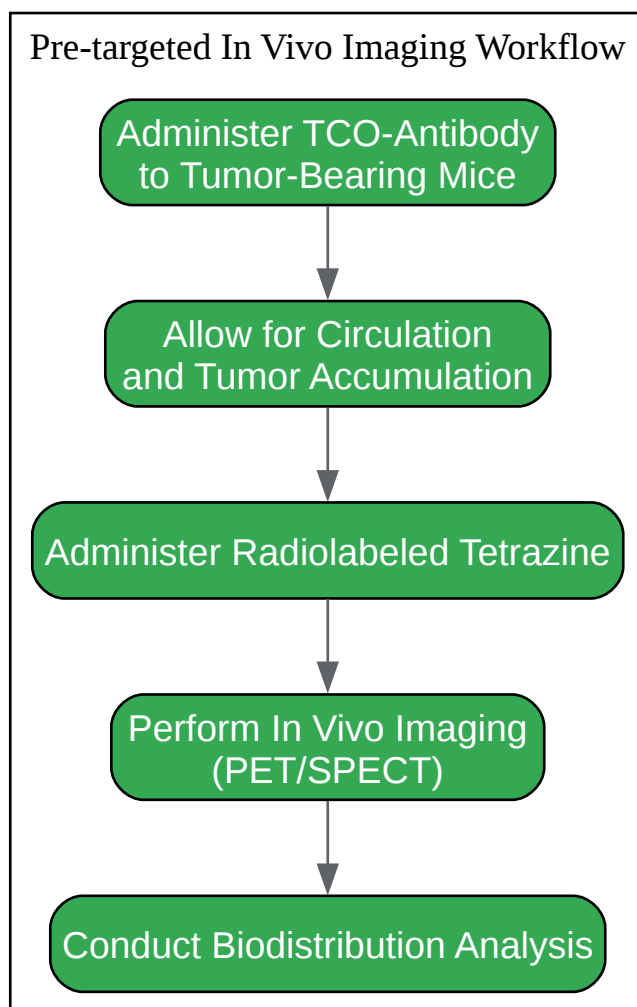 Pre-targeted In Vivo Imaging Workflow
Administer TCO-Antibody
to Tumor-Bearing Mice
Allow for Circulation
and Tumor Accumulation
Administer Radiolabeled Tetrazine
Perform In Vivo Imaging
(PET/SPECT)
Conduct Biodistribution Analysis